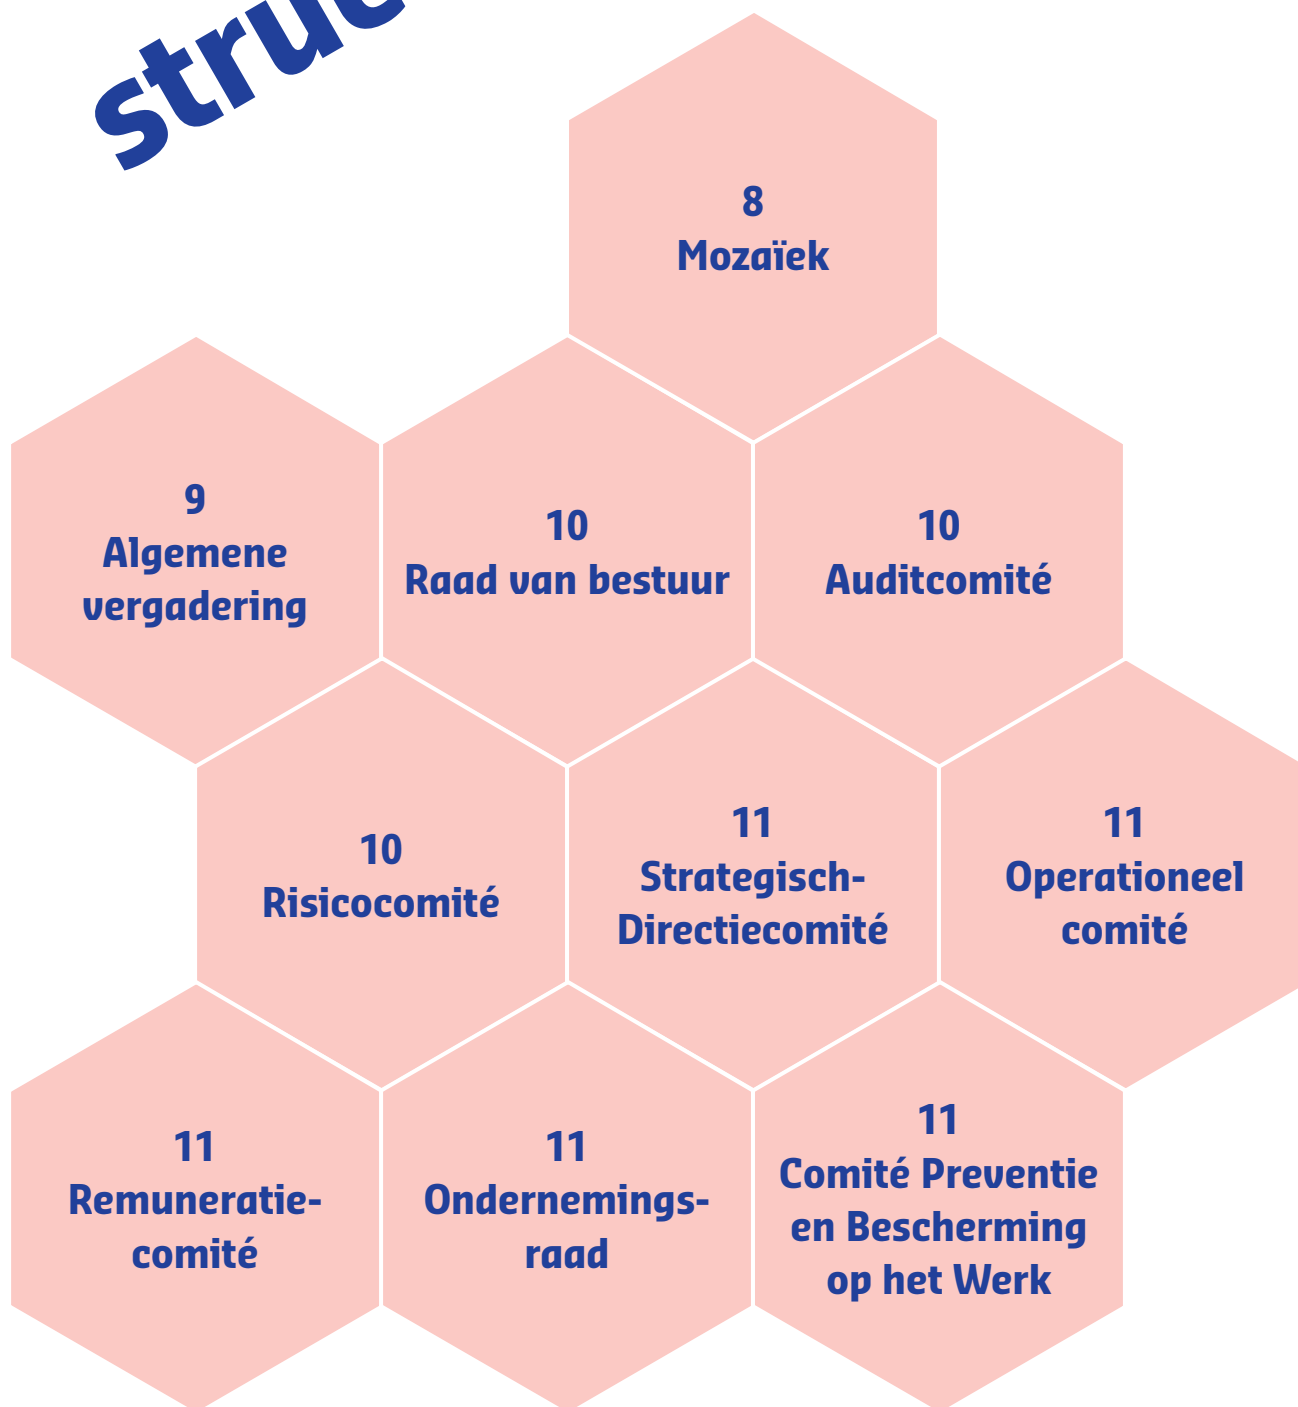 8
Mozaïek
9
Algemene
vergadering
10
Raad van bestuur
10
Auditcomité
10
Risicocomité
11
Strategisch-
Directiecomité
11
Operationeel
comité
11
Remuneratie-
comité
11
Ondernemings-
raad
11
Comité Preventie
en Bescherming
op het Werk